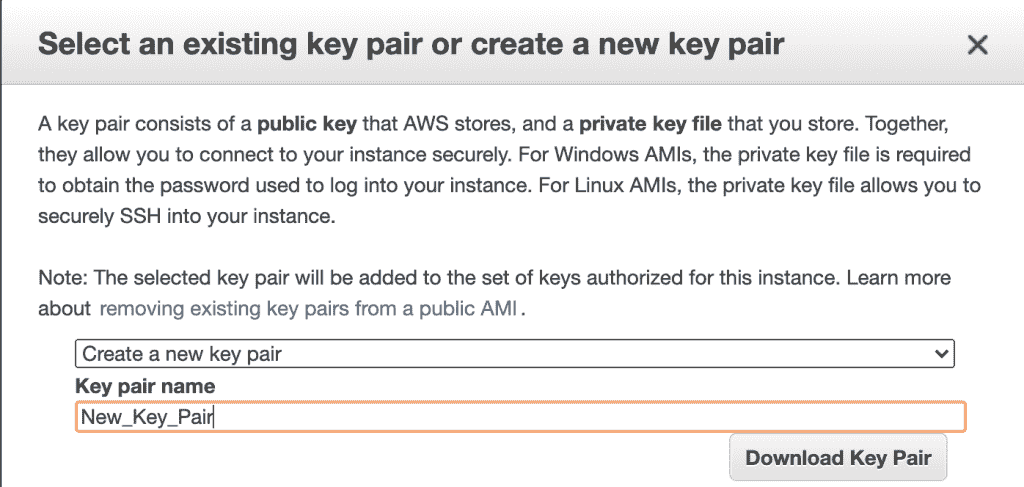 Select an existing key pair or create a new key pair
A key pair consists of a public key that AWS stores, and a private key file that you store. Together,
they allow you to connect to your instance securely. For Windows AMIs, the private key file is required
to obtain the password used to log into your instance. For Linux AMIs, the private key file allows you to
securely SSH into your instance.
Note: The selected key pair will be added to the set of keys authorized for this instance. Learn more
about removing existing key pairs from a public AMI.
Create a new key pair
Key pair name
New_Key_Pair
Download Key Pair